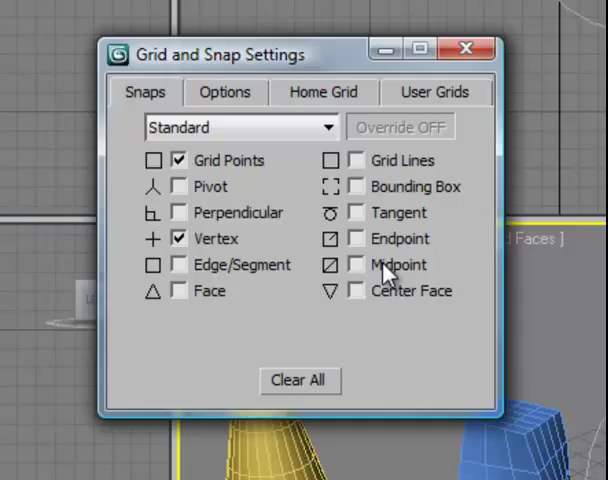 Grid and Snap Settings
Snaps Options Home Grid User Grids
Standard Override OFF
Grid Points Grid Lines
Pivot Bounding Box
Perpendicular Tangent
Vertex Endpoint
d Faces ]
Edge/Segment Midpoint
Face Center Face
Clear All